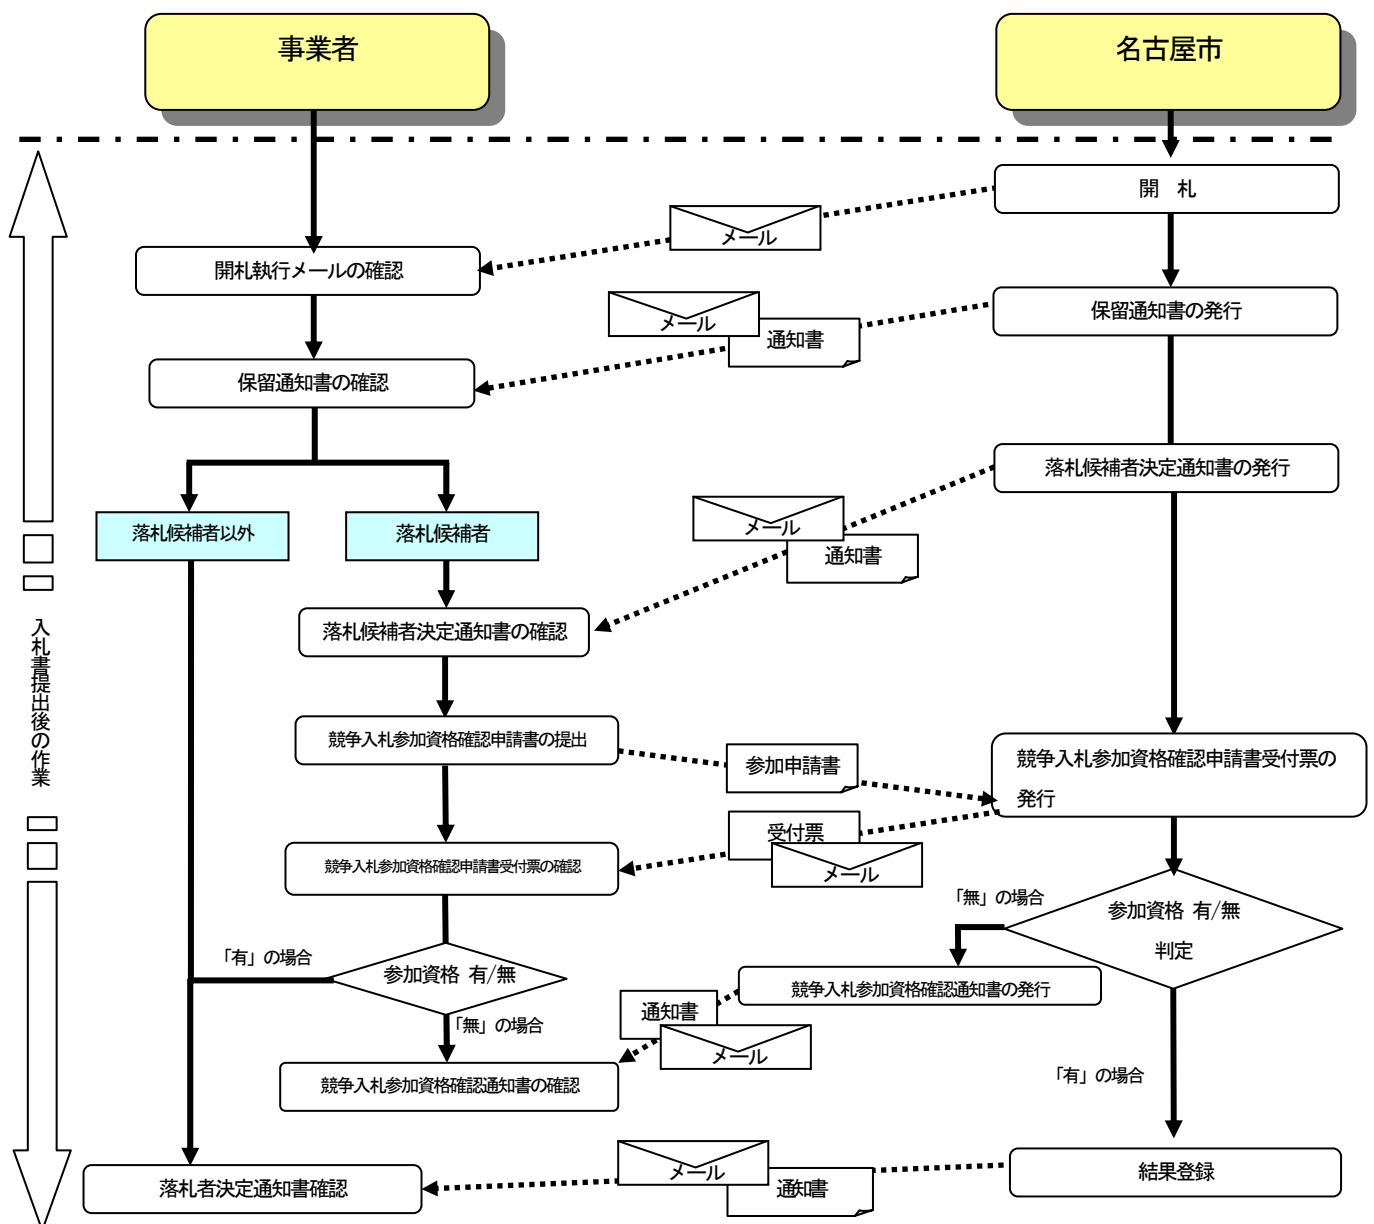 事業者
名古屋市
開　札
メール
開札執行メールの確認
保留通知書の発行
メール
通知書
保留通知書の確認
落札候補者決定通知書の発行
落札候補者以外
落札候補者
メール
通知書
落札候補者決定通知書の確認
入札書提出後の作業
競争入札参加資格確認申請書の提出
参加申請書
競争入札参加資格確認申請書受付票の
発行
受付票
メール
競争入札参加資格確認申請書受付票の確認
「無」の場合
参加資格 有/無
判定
「有」の場合
参加資格 有/無
競争入札参加資格確認通知書の発行
通知書
メール
「無」の場合
競争入札参加資格確認通知書の確認
「有」の場合
メール
通知書
結果登録
落札者決定通知書確認